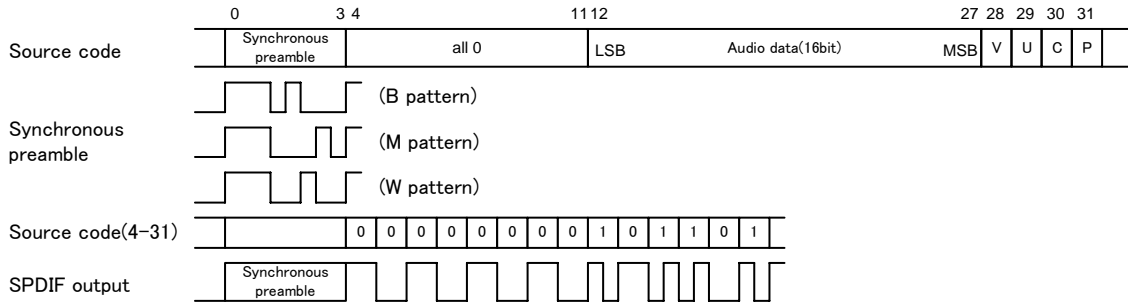 0 3 4 11 12 27 28 29 30 31
Source code Synchronous preamble all 0 LSB Audio data(16bit) MSB V U C P
(B pattern)
Synchronous preamble (M pattern)
(W pattern)
Source code(4-31) 0 0 0 0 0 0 0 0 1 0 1 1 0 1
SPDIF output Synchronous preamble